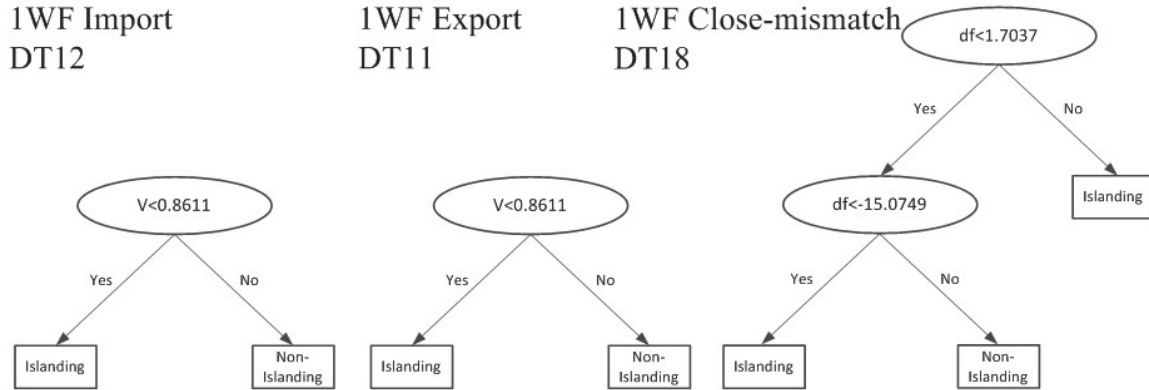 1WF Import
DT12
V<0.8611
Yes
No
Islanding
Non-
Islanding
1WF Export
DT11
V<0.8611
Yes
No
Islanding
Non-
Islanding
1WF Close-mismatch
DT18
df<1.7037
Yes
No
Islanding
df<-15.0749
Yes
No
Islanding
Non-
Islanding